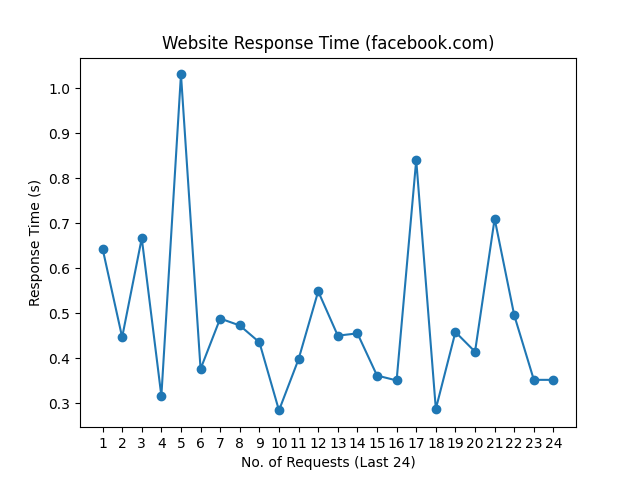 Website Response Time (facebook.com)
1.0
0.9
0.8
0.7
0.6
0.5
0.4
0.3
Response Time (s)
1 2 3 4 5 6 7 8 9 10 11 12 13 14 15 16 17 18 19 20 21 22 23 24
No. of Requests (Last 24)